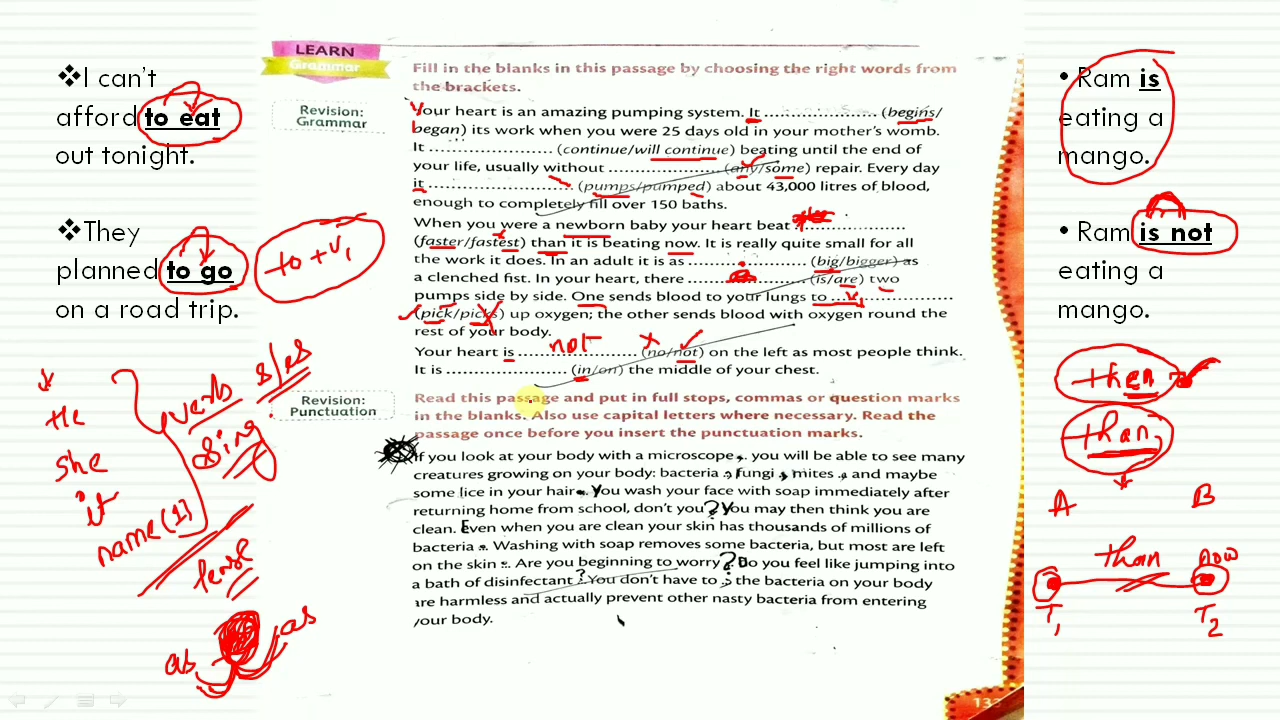 ❖I can't
afford to eat
out tonight.
❖They
planned to go
on a road trip.
to + V1
He
she
it
name(1)
verb s/es
Sing
tense
as as
LEARN
Grammar
Revision:
Grammar
Fill in the blanks in this passage by choosing the right words from
the brackets.
Your heart is an amazing pumping system. It .................... (begins/
began) its work when you were 25 days old in your mother's womb.
It .................... (continue/will continue) beating until the end of
your life, usually without .................... (any/some) repair. Every day
it .................... (pumps/pumped) about 43,000 litres of blood,
enough to completely fill over 150 baths.
When you were a newborn baby your heart beat ....................
(faster/fastest) than it is beating now. It is really quite small for all
the work it does. In an adult it is as .................... (big/bigger) as
a clenched fist. In your heart, there .................... (is/are) two
pumps side by side. One sends blood to your lungs to V1 ....................
(pick/picks) up oxygen; the other sends blood with oxygen round the
rest of your body.
Your heart is not .................... (no/not) on the left as most people think.
It is .................... (in/on) the middle of your chest.
Revision:
Punctuation
Read this passage and put in full stops, commas or question marks
in the blanks. Also use capital letters where necessary. Read the
passage once before you insert the punctuation marks.
If you look at your body with a microscope, you will be able to see many
creatures growing on your body: bacteria, fungi, mites, and maybe
some lice in your hair. You wash your face with soap immediately after
returning home from school, don't you? You may then think you are
clean. Even when you are clean your skin has thousands of millions of
bacteria. Washing with soap removes some bacteria, but most are left
on the skin. Are you beginning to worry? Do you feel like jumping into
a bath of disinfectant? You don't have to. the bacteria on your body
are harmless and actually prevent other nasty bacteria from entering
your body.
• Ram is
eating a
mango.
• Ram is not
eating a
mango.
then
than
A B
than now
T1 T2